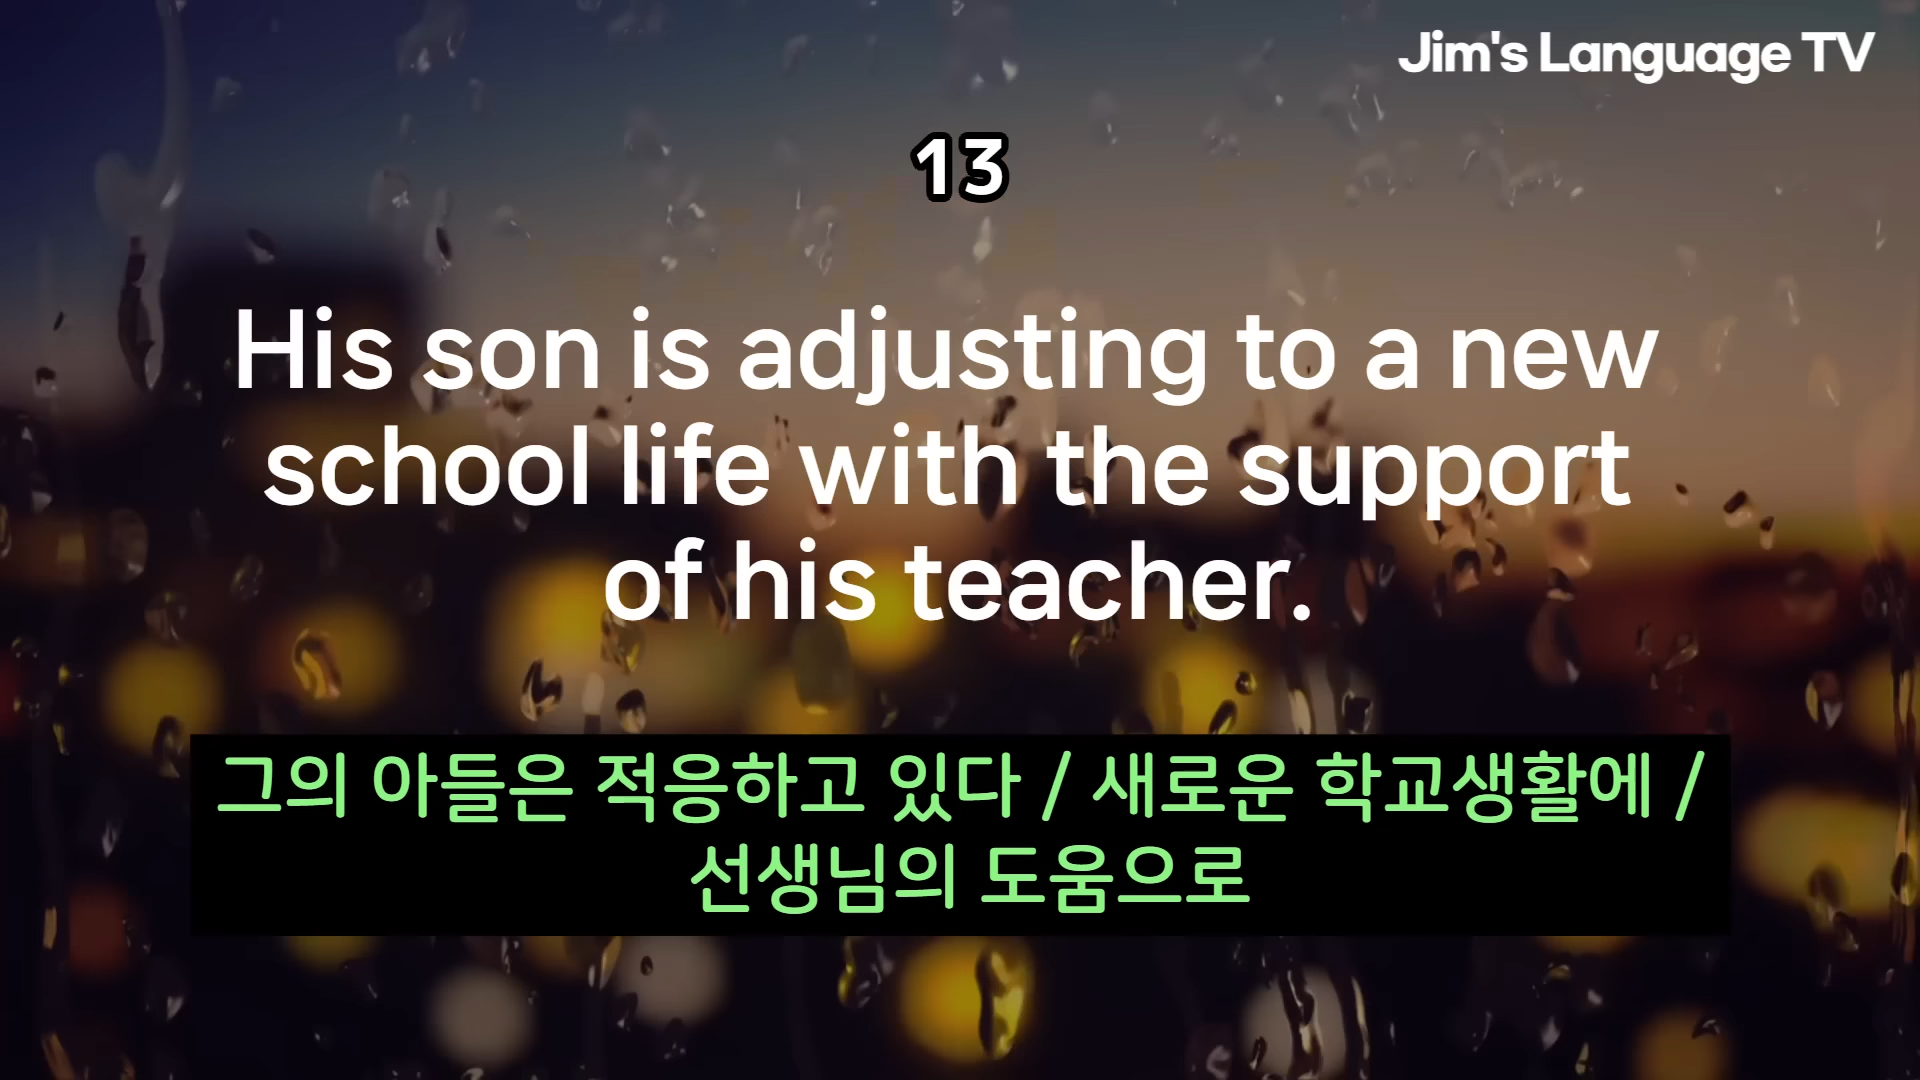 Jim's Language TV
13
His son is adjusting to a new
school life with the support
of his teacher.
그의 아들은 적응하고 있다 / 새로운 학교생활에 /
선생님의 도움으로